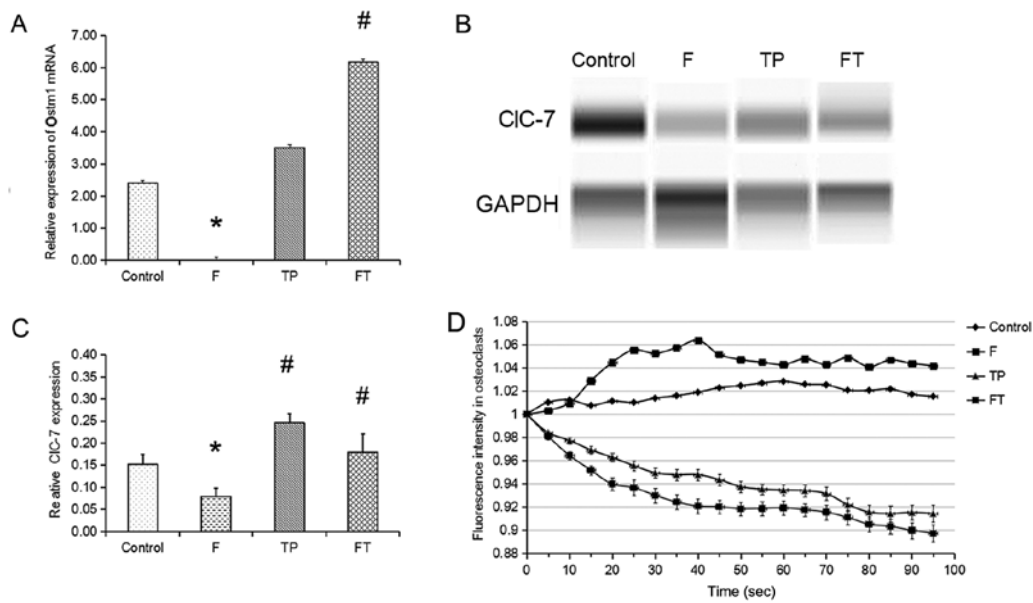 A
Relative expression of Ostm1 mRNA
7.00
6.00
5.00
4.00
3.00
2.00
1.00
0.00
*
#
Control F TP FT
B
Control F TP FT
ClC-7
GAPDH
C
Relative ClC-7 expression
0.40
0.35
0.30
0.25
0.20
0.15
0.10
0.05
0.00
*
#
#
Control F TP FT
D
Fluorescence intensity in osteoclasts
1.08
1.06
1.04
1.02
1
0.98
0.96
0.94
0.92
0.9
0.88
0 10 20 30 40 50 60 70 80 90 100
Time (sec)
Control
F
TP
FT